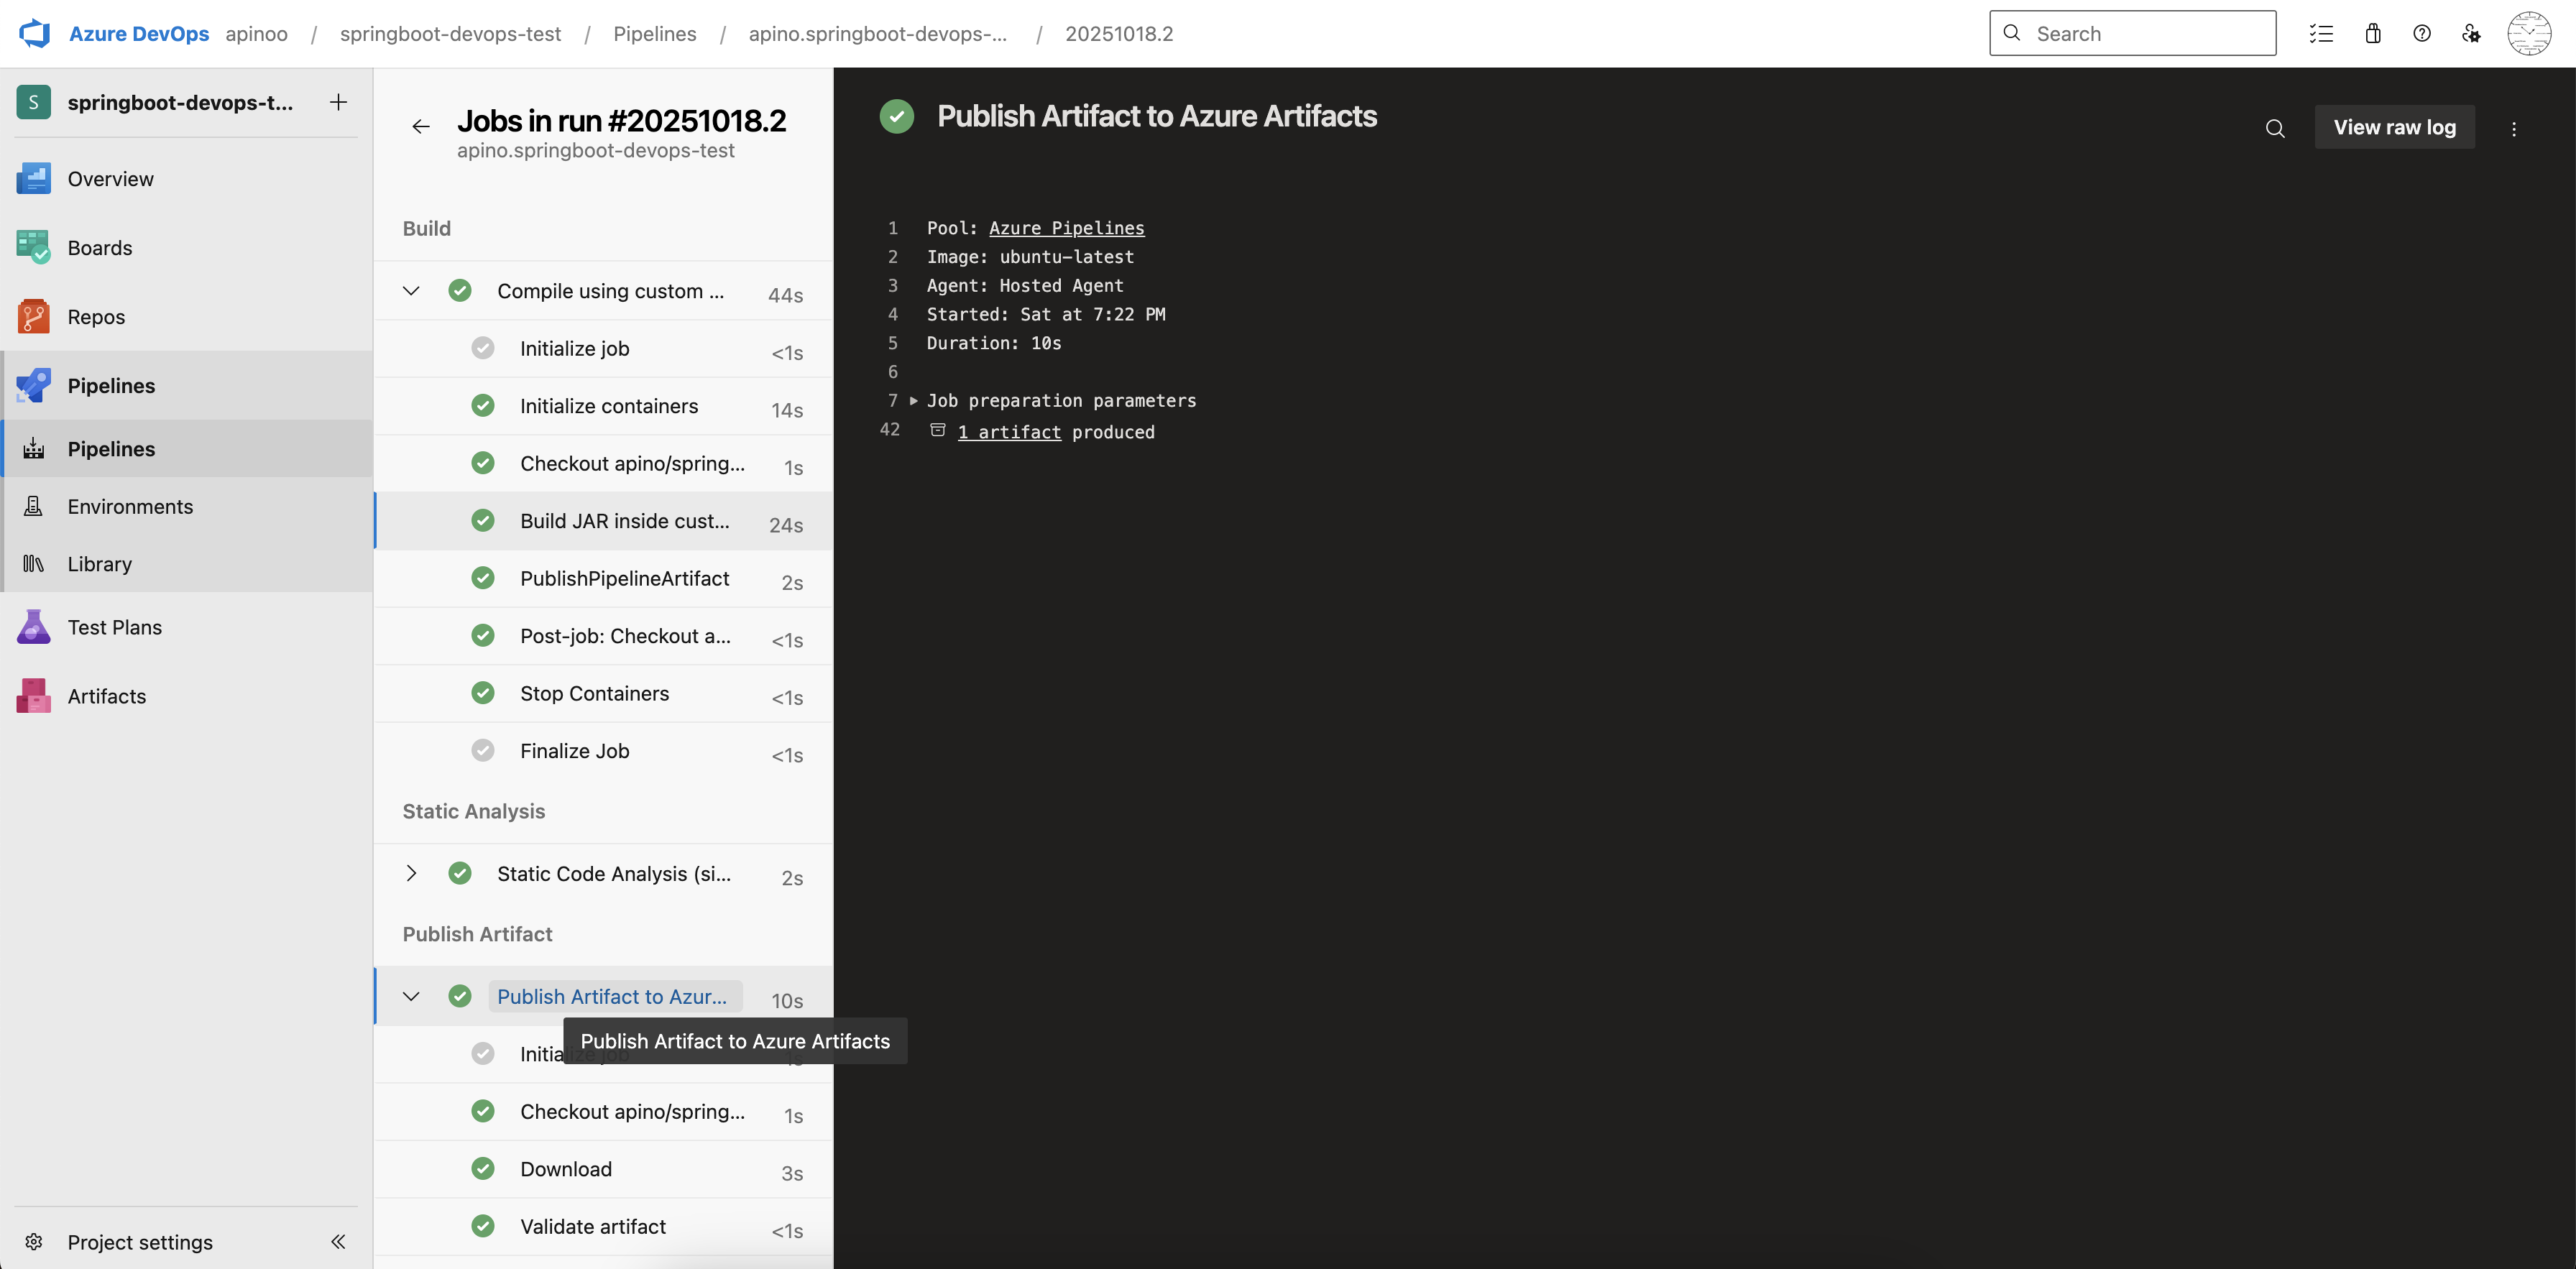 Azure DevOps apinoo / springboot-devops-test / Pipelines / apino.springboot-devops-... / 20251018.2
Search
S springboot-devops-t...
Overview
Boards
Repos
Pipelines
Pipelines
Environments
Library
Test Plans
Artifacts
Project settings
Jobs in run #20251018.2
apino.springboot-devops-test
Build
Compile using custom ... 44s
Initialize job <1s
Initialize containers 14s
Checkout apino/spring... 1s
Build JAR inside cust... 24s
PublishPipelineArtifact 2s
Post-job: Checkout a... <1s
Stop Containers <1s
Finalize Job <1s
Static Analysis
Static Code Analysis (si... 2s
Publish Artifact
Publish Artifact to Azur... 10s
Publish Artifact to Azure Artifacts
Initialize job 1s
Checkout apino/spring... 1s
Download 3s
Validate artifact <1s
Publish Artifact to Azure Artifacts
View raw log
1 Pool: Azure Pipelines
2 Image: ubuntu-latest
3 Agent: Hosted Agent
4 Started: Sat at 7:22 PM
5 Duration: 10s
6
7 Job preparation parameters
42 1 artifact produced